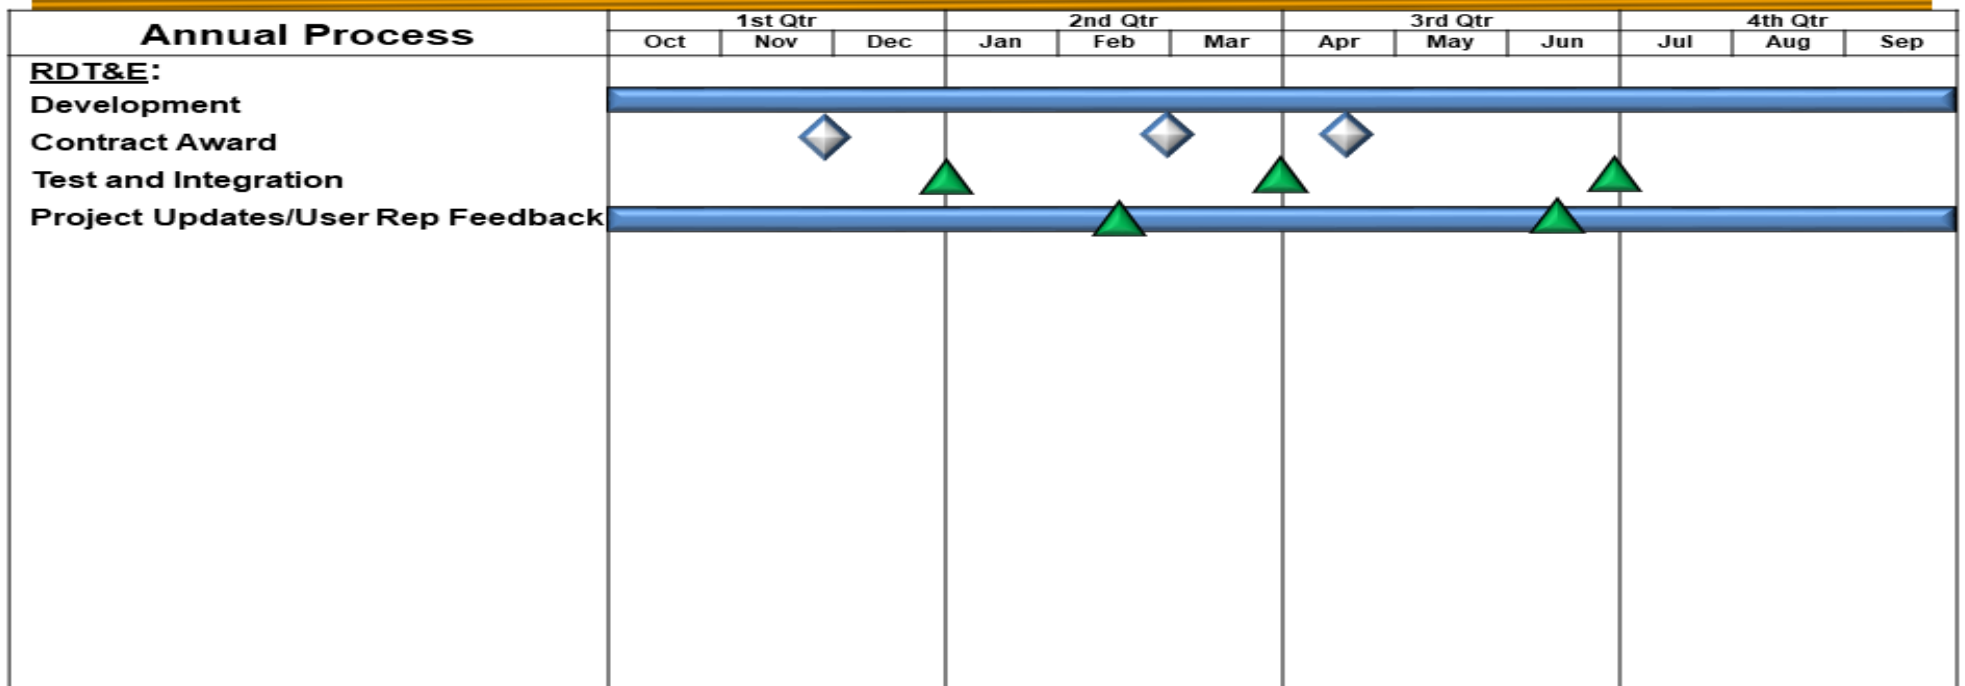 Annual Process
1st Qtr 2nd Qtr 3rd Qtr 4th Qtr
Oct Nov Dec Jan Feb Mar Apr May Jun Jul Aug Sep
RDT&E:
Development
Contract Award
Test and Integration
Project Updates/User Rep Feedback